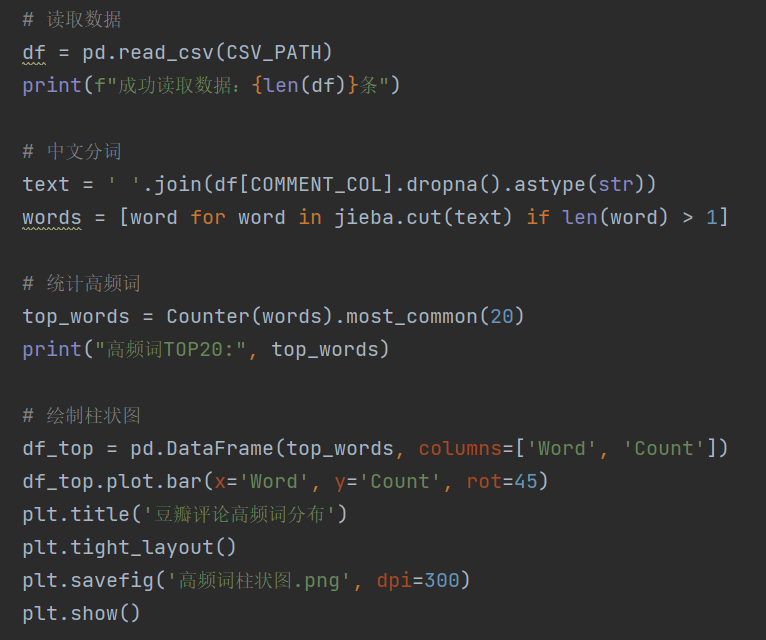 # 读取数据
df = pd.read_csv(CSV_PATH)
print(f"成功读取数据：{len(df)}条")
# 中文分词
text = ' '.join(df[COMMENT_COL].dropna().astype(str))
words = [word for word in jieba.cut(text) if len(word) > 1]
# 统计高频词
top_words = Counter(words).most_common(20)
print("高频词TOP20:", top_words)
# 绘制柱状图
df_top = pd.DataFrame(top_words, columns=['Word', 'Count'])
df_top.plot.bar(x='Word', y='Count', rot=45)
plt.title('豆瓣评论高频词分布')
plt.tight_layout()
plt.savefig('高频词柱状图.png', dpi=300)
plt.show()